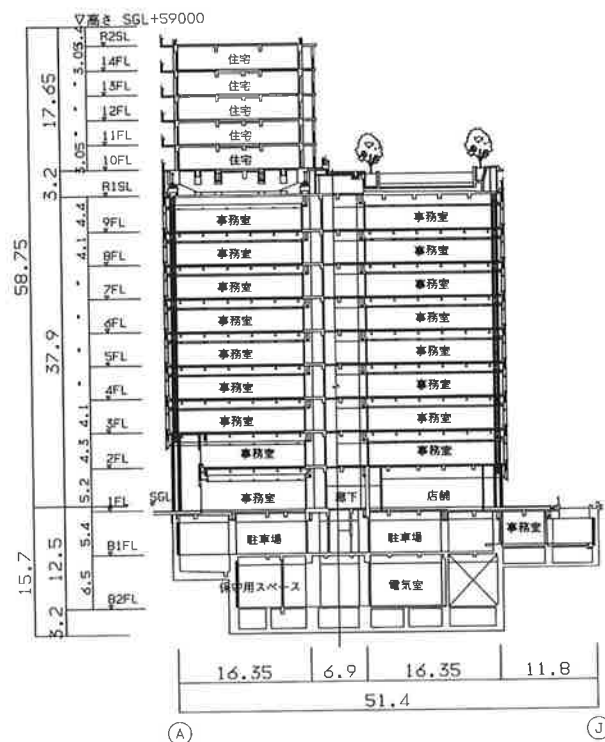 ▽高さ SGL+59000
3.4
R2SL
3.05
14FL
13FL
12FL
11FL
3.05
10FL
17.65
3.2
R1SL
4.4
9FL
4.1
8FL
7FL
6FL
5FL
4FL
4.1
3FL
4.3
2FL
5.2
1FL
SGL
58.75
37.9
5.4
B1FL
6.5
B2FL
12.5
15.7
3.2
住宅
住宅
住宅
住宅
住宅
事務室 事務室
事務室 事務室
事務室 事務室
事務室 事務室
事務室 事務室
事務室 事務室
事務室 事務室
事務室 事務室
事務室 廊下 店舗
駐車場 駐車場 事務室
保守用スペース 電気室
16.35 6.9 16.35 11.8
51.4
A J